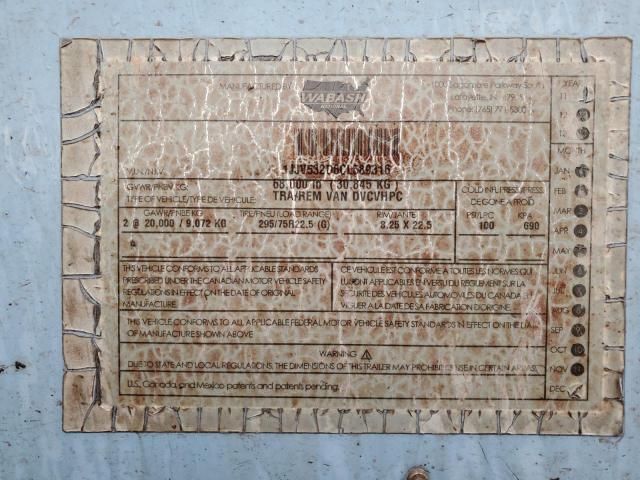 MANUFACTURED BY
WABASH
NATIONAL
1000 Sagamore Parkway South
Lafayette, IN
Phone: (765) 771-5300
YEAR
11
12
13
V.I.N./N.I.V.
GVWR/PNBV KG: 68,000 lb ( 30,845 KG )
TYPE OF VEHICLE/TYPE DE VEHICULE: TRA/REM VAN DVCVHPC
GAWR/PNBE KG TIRE/PNEU (LOAD RANGE) RIM/JANTE
2 @ 20,000 / 9,072 KG 295/75R22.5 (G) 8.25 X 22.5
COLD INFL. PRESS/PRESS.
DE GONF. A FROID
PSI/LPC KPA
100 690
MONTH
JAN
FEB
MAR
APR
MAY
JUN
JUL
AUG
SEP
OCT
NOV
DEC
THIS VEHICLE CONFORMS TO ALL APPLICABLE STANDARDS
PRESCRIBED UNDER THE CANADIAN MOTOR VEHICLE SAFETY
REGULATIONS IN EFFECT ON THE DATE OF ORIGINAL
MANUFACTURE
CE VEHICULE EST CONFORME A TOUTES LES NORMES QUI
LUI SONT APPLICABLES EN VERTU DU REGLEMENT SUR LA
SECURITE DES VEHICULES AUTOMOBILES DU CANADA EN
VIGUEUR A LA DATE DE SA FABRICATION D'ORIGINE.
THIS VEHICLE CONFORMS TO ALL APPLICABLE FEDERAL MOTOR VEHICLE SAFETY STANDARDS IN EFFECT ON THE DATE
OF MANUFACTURE SHOWN ABOVE
WARNING
DUE TO STATE AND LOCAL REGULATIONS, THE DIMENSIONS OF THIS TRAILER MAY PROHIBIT ITS USE IN CERTAIN AREAS.
U.S., Canada, and Mexico patents and patents pending.